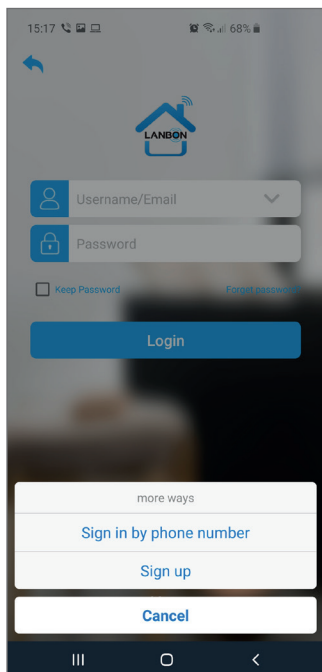 15:17 68%
LANBON
Username/Email
Password
Keep Password Forget password?
Login
more ways
Sign in by phone number
Sign up
Cancel